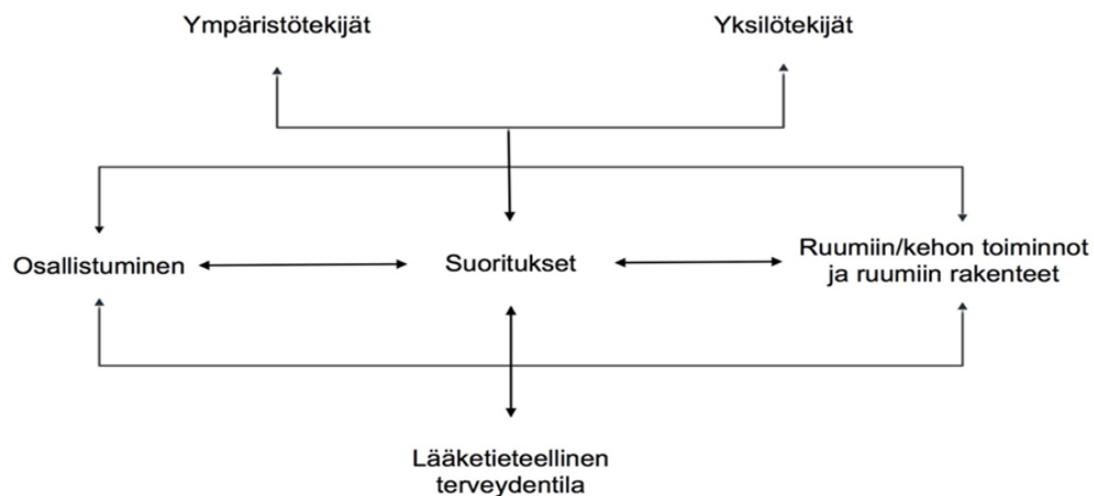 Ympäristötekijät
Yksilötekijät
Osallistuminen
Suoritukset
Ruumiin/kehon toiminnot
ja ruumiin rakenteet
Lääketieteellinen
terveydentila